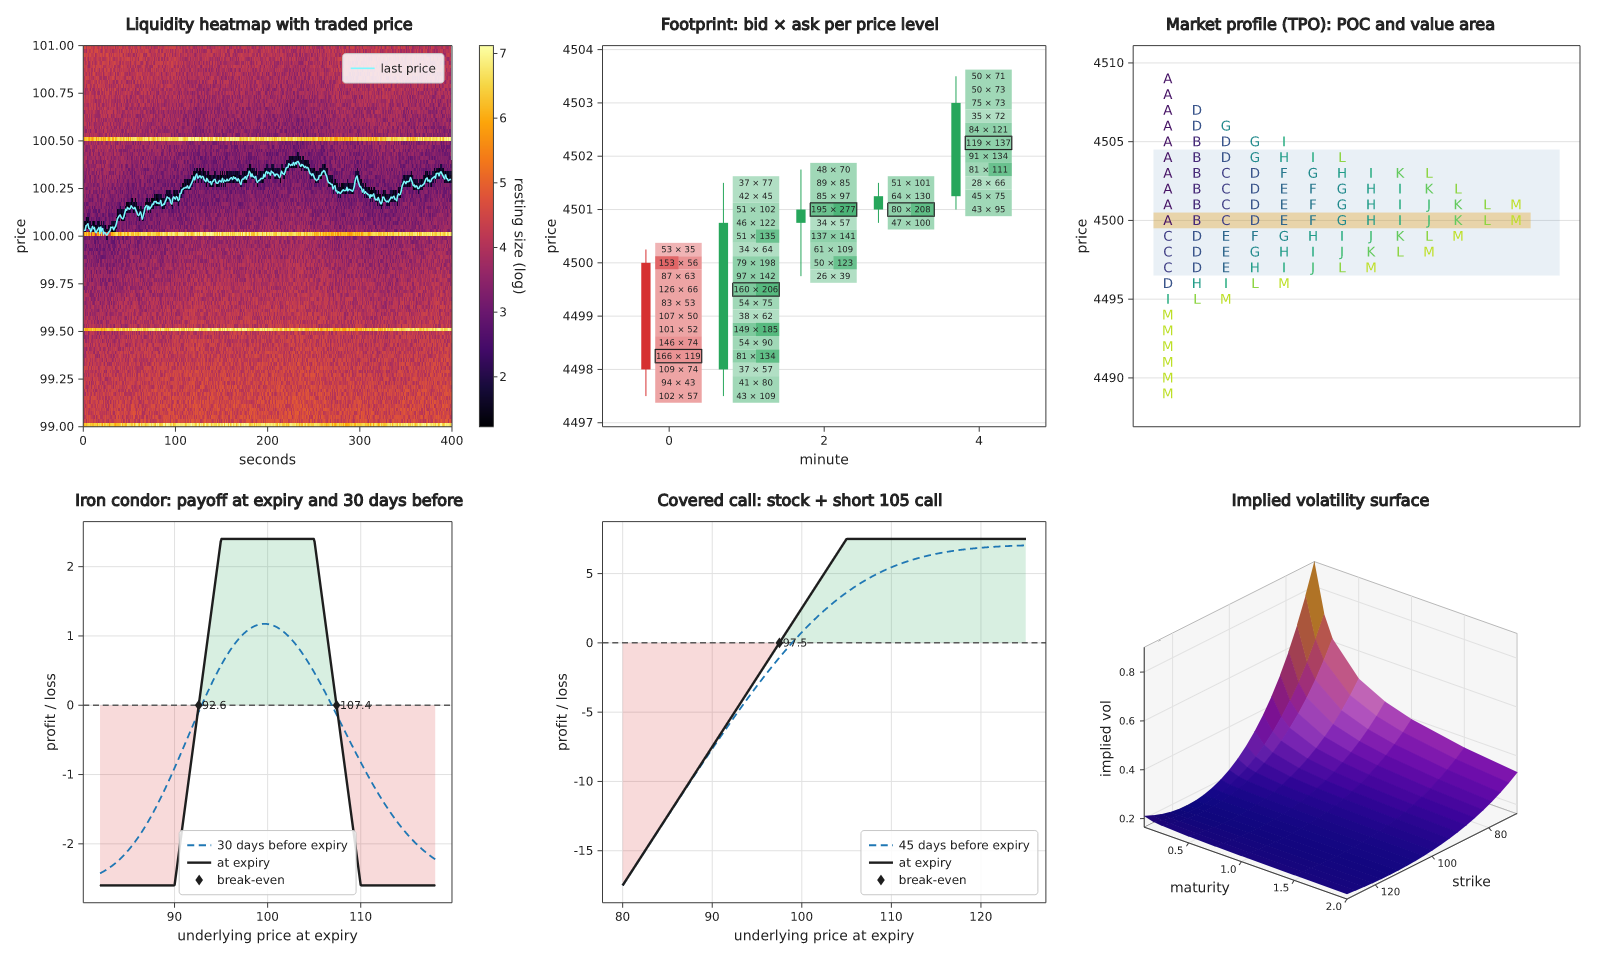 Liquidity heatmap with traded price
101.00
100.75
100.50
100.25
100.00
99.75
99.50
99.25
99.00
price
0
100
200
300
400
seconds
last price
7
6
5
4
3
2
resting size (log)
Footprint: bid × ask per price level
4504
4503
4502
4501
4500
4499
4498
4497
price
53 × 35
153 × 56
87 × 63
126 × 66
83 × 53
107 × 50
101 × 52
146 × 74
166 × 119
109 × 74
94 × 43
102 × 57
37 × 77
42 × 45
51 × 102
46 × 122
51 × 135
34 × 64
79 × 198
97 × 142
160 × 206
54 × 75
38 × 62
149 × 185
54 × 90
81 × 134
37 × 57
41 × 80
43 × 109
48 × 70
89 × 85
85 × 97
195 × 277
34 × 57
137 × 141
61 × 109
50 × 123
26 × 39
51 × 101
64 × 130
80 × 208
47 × 100
50 × 71
50 × 73
75 × 73
35 × 72
84 × 121
119 × 137
91 × 134
81 × 111
28 × 66
45 × 75
43 × 95
0
2
4
minute
Market profile (TPO): POC and value area
4510
4505
4500
4495
4490
price
A
A
A D
A D G
A B D G I
A B D G H I L
A B C D F G H I K L
A B C D E F G H I K L
A B C D E F G H I J K L M
A B C D E F G H I J K L M
C D E F G H I J K L M
C D E G H I J K L M
C D E H I J L M
D H I L M
I L M
M
M
M
M
M
M
Iron condor: payoff at expiry and 30 days before
2
1
0
-1
-2
profit / loss
92.6
107.4
30 days before expiry
at expiry
break-even
90
100
110
underlying price at expiry
Covered call: stock + short 105 call
5
0
-5
-10
-15
profit / loss
97.5
45 days before expiry
at expiry
break-even
80
90
100
110
120
underlying price at expiry
Implied volatility surface
0.8
0.6
0.4
0.2
implied vol
0.5
1.0
1.5
2.0
maturity
80
100
120
strike